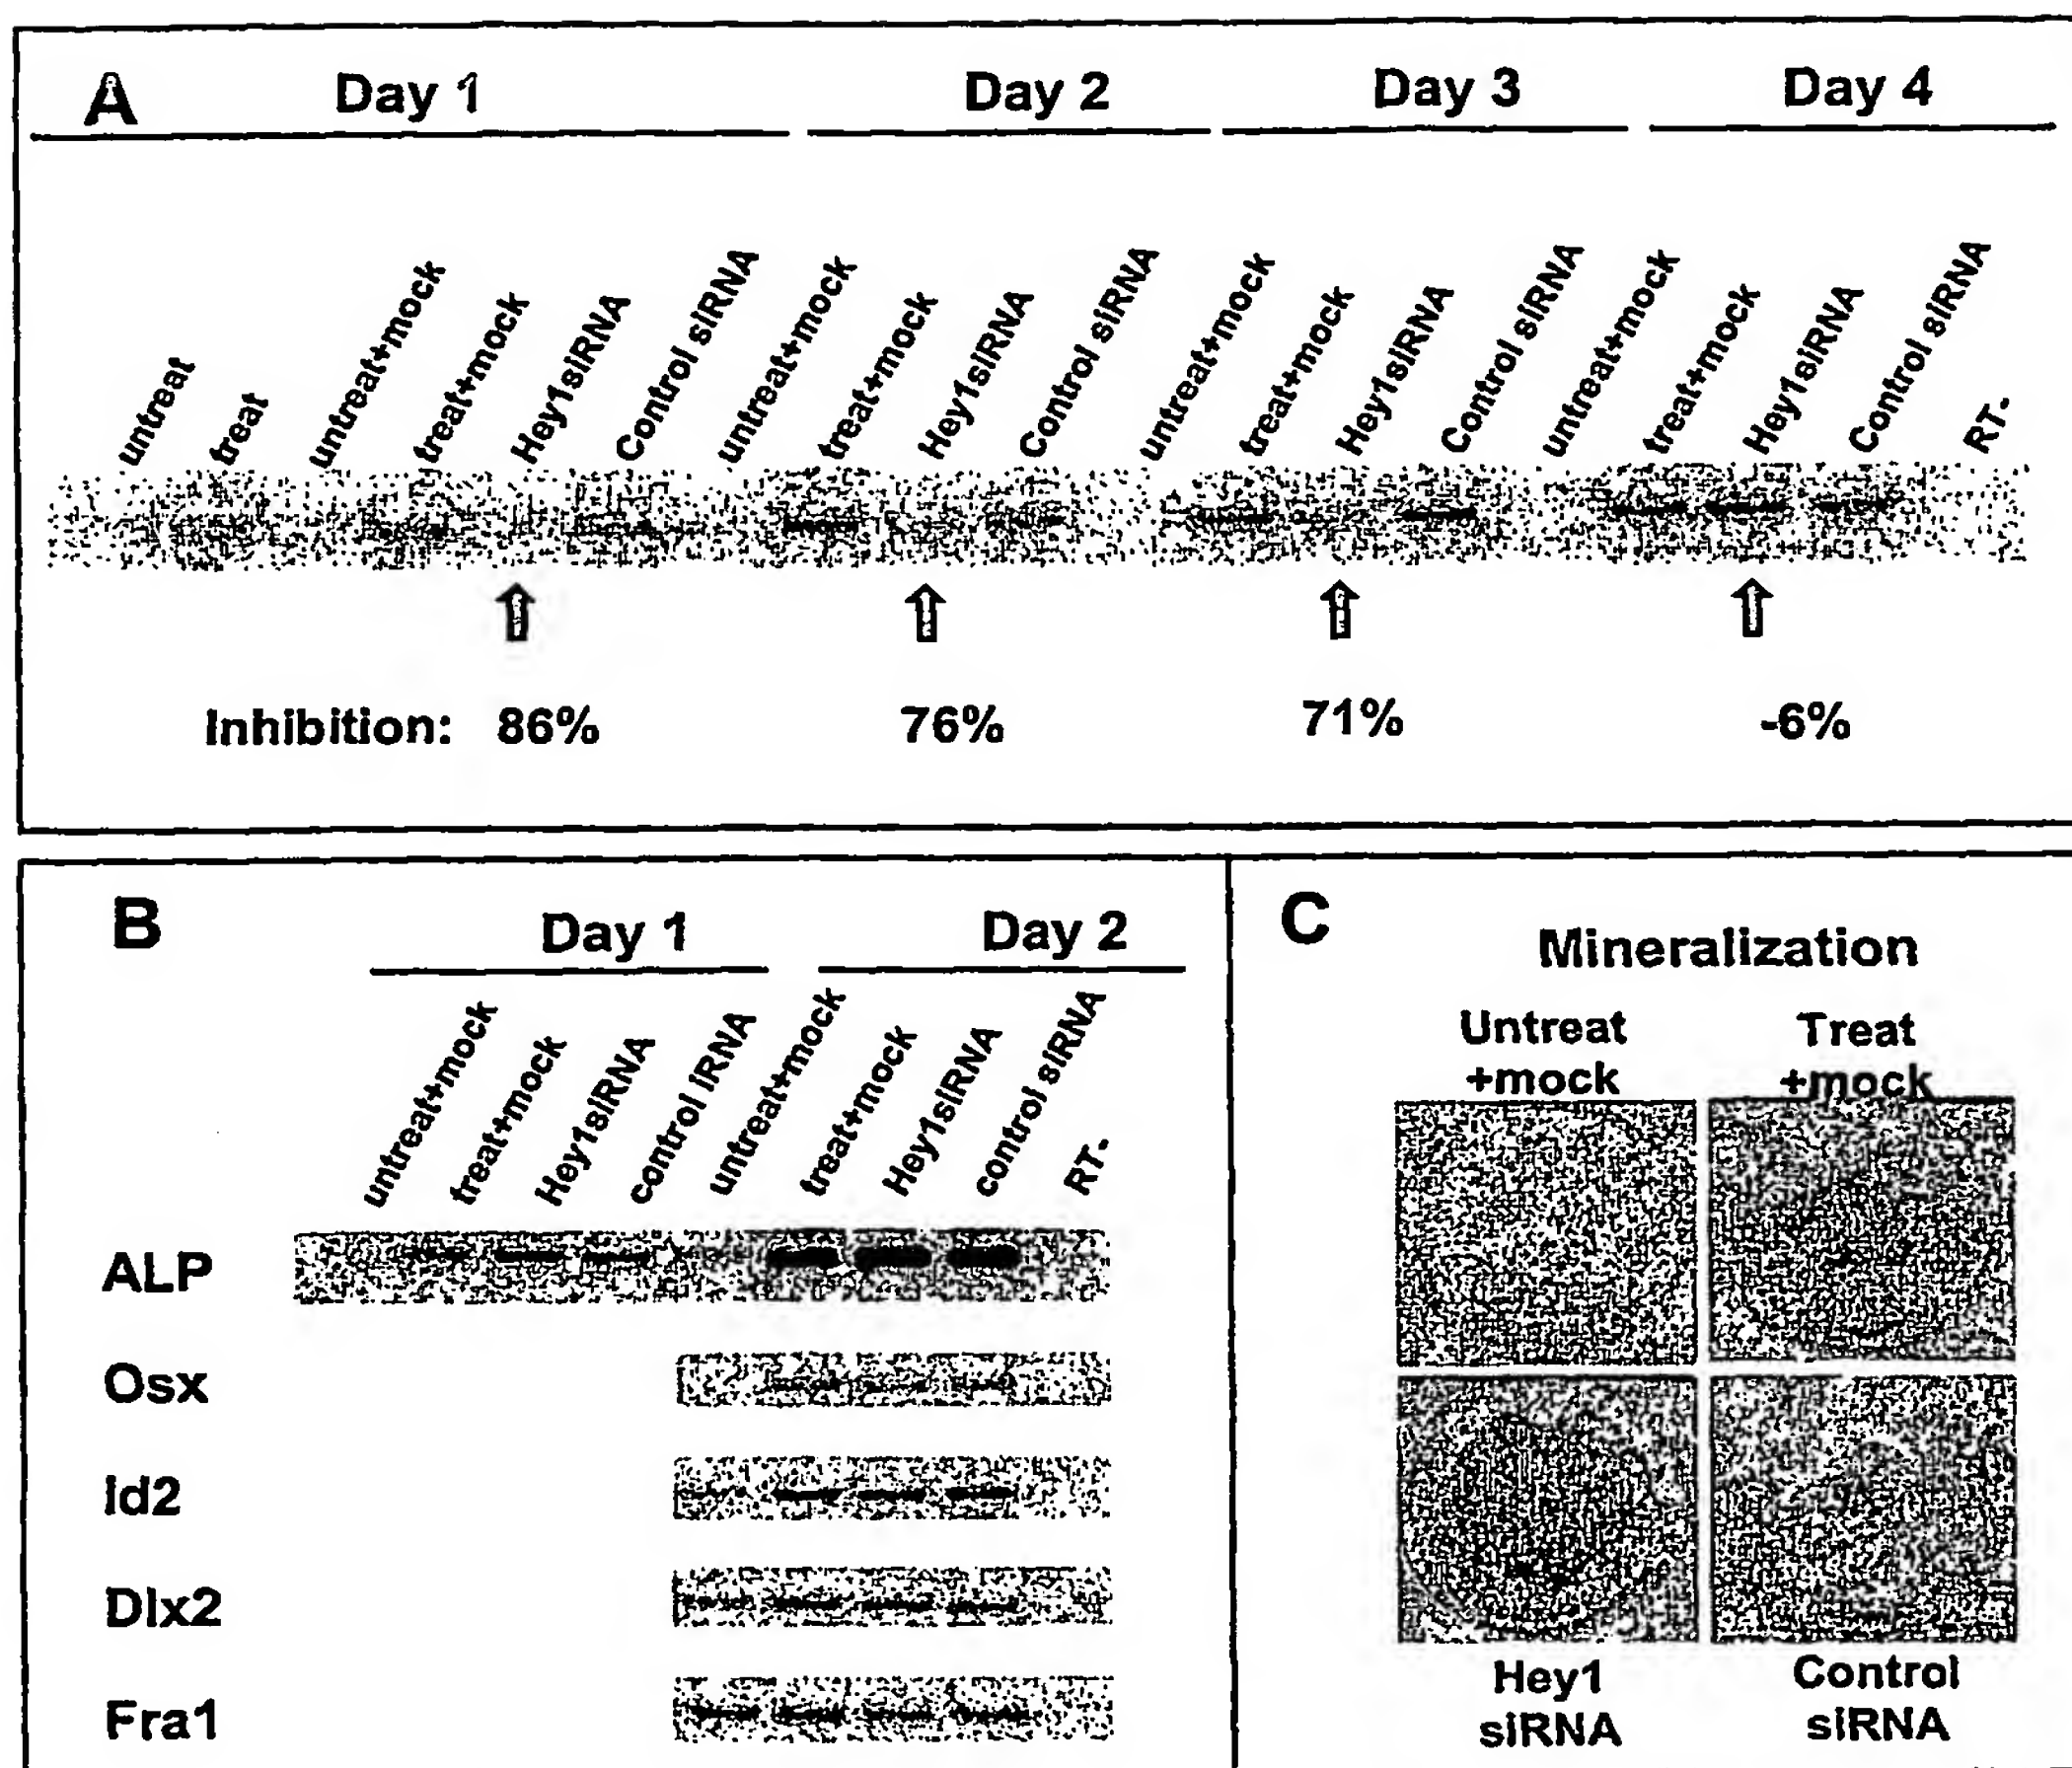 A
Day 1
Day 2
Day 3
Day 4
untreat
treat
untreat+mock
treat+mock
Hey1siRNA
Control siRNA
untreat+mock
treat+mock
Hey1siRNA
Control siRNA
untreat+mock
treat+mock
Hey1siRNA
Control siRNA
untreat+mock
treat+mock
Hey1siRNA
Control siRNA
RT-
Inhibition: 86% 76% 71% -6%
B
Day 1
Day 2
untreat+mock
treat+mock
Hey1siRNA
control iRNA
untreat+mock
treat+mock
Hey1siRNA
control siRNA
RT-
ALP
Osx
Id2
Dlx2
Fra1
C
Mineralization
Untreat
+mock
Treat
+mock
Hey1
siRNA
Control
siRNA